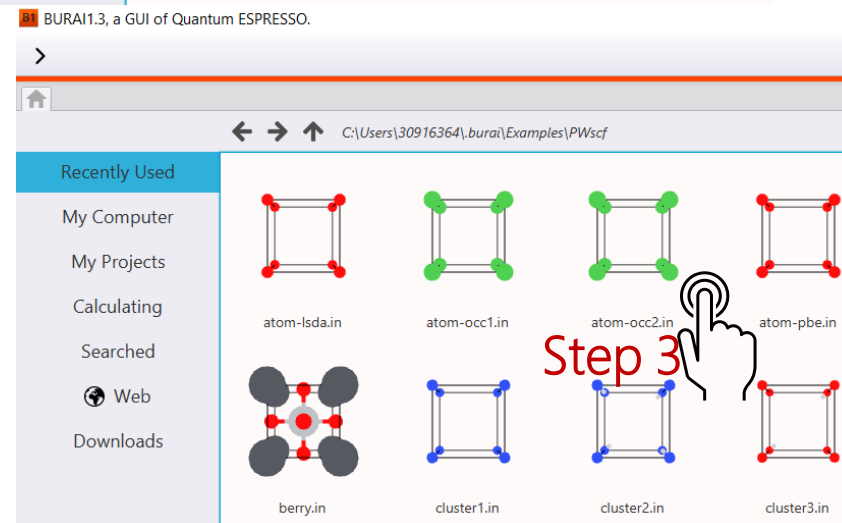 B1 BURAI1.3, a GUI of Quantum ESPRESSO.
C:\Users\30916364\.burai\Examples\PWscf
Recently Used
My Computer
My Projects
Calculating
Searched
Web
Downloads
atom-lsda.in
atom-occ1.in
atom-occ2.in
atom-pbe.in
Step 3
berry.in
cluster1.in
cluster2.in
cluster3.in